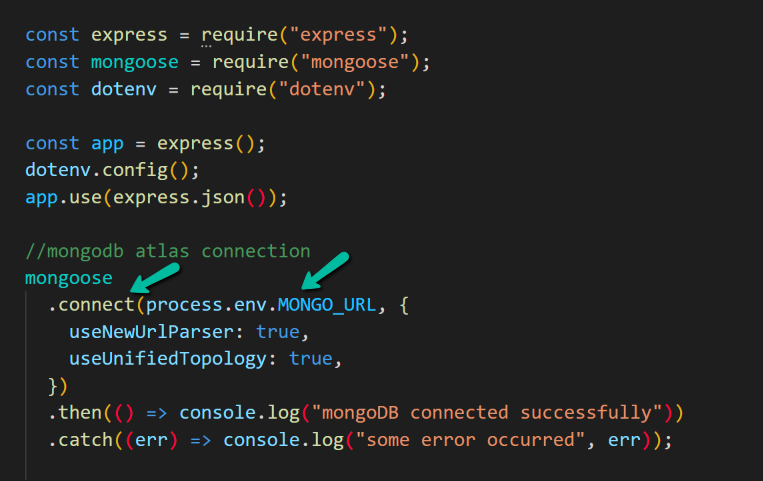 const express = require("express");
const mongoose = require("mongoose");
const dotenv = require("dotenv");
const app = express();
dotenv.config();
app.use(express.json());
//mongodb atlas connection
mongoose
.connect(process.env.MONGO_URL, {
useNewUrlParser: true,
useUnifiedTopology: true,
})
.then(() => console.log("mongoDB connected successfully"))
.catch((err) => console.log("some error occurred", err));